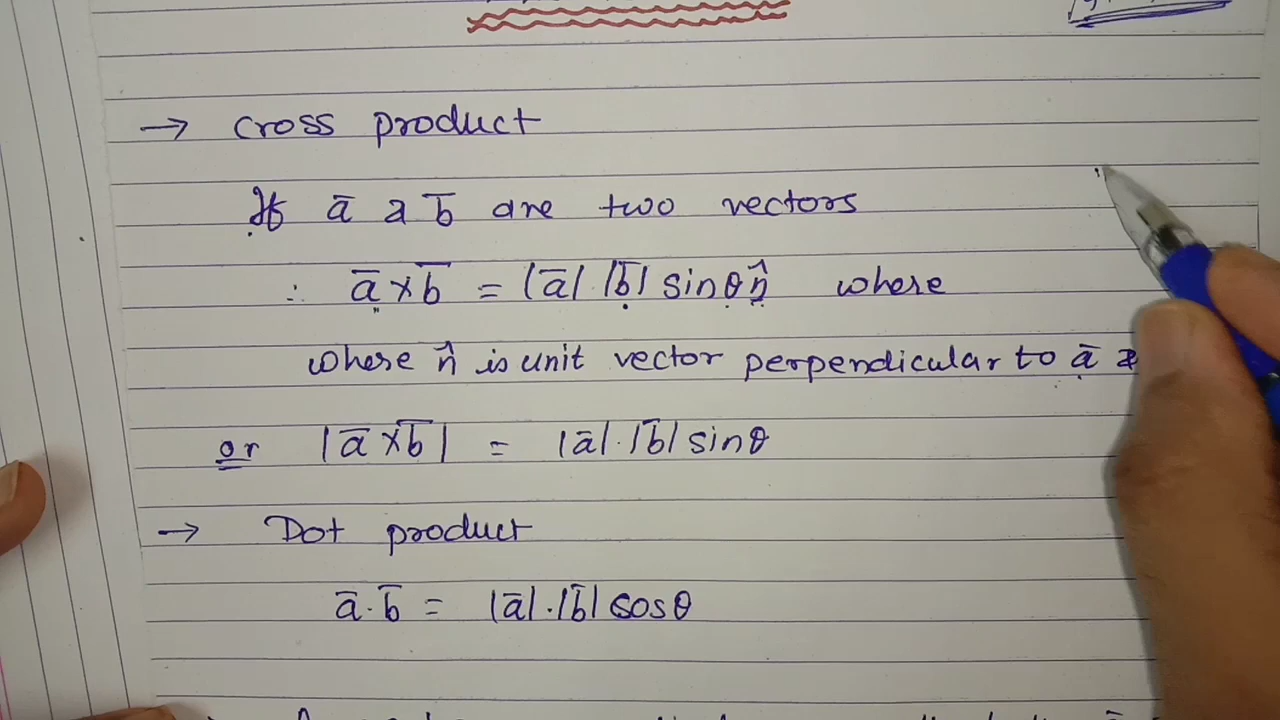 → Cross product
If a̅ & b̅ are two vectors
∴ a̅×b̅ = |a̅|·|b̅| sinθ n̂ where
where n̂ is unit vector perpendicular to a̅ &
or |a̅×b̅| = |a̅|·|b̅| sinθ
→ Dot product
a̅·b̅ = |a̅|·|b̅| cosθ